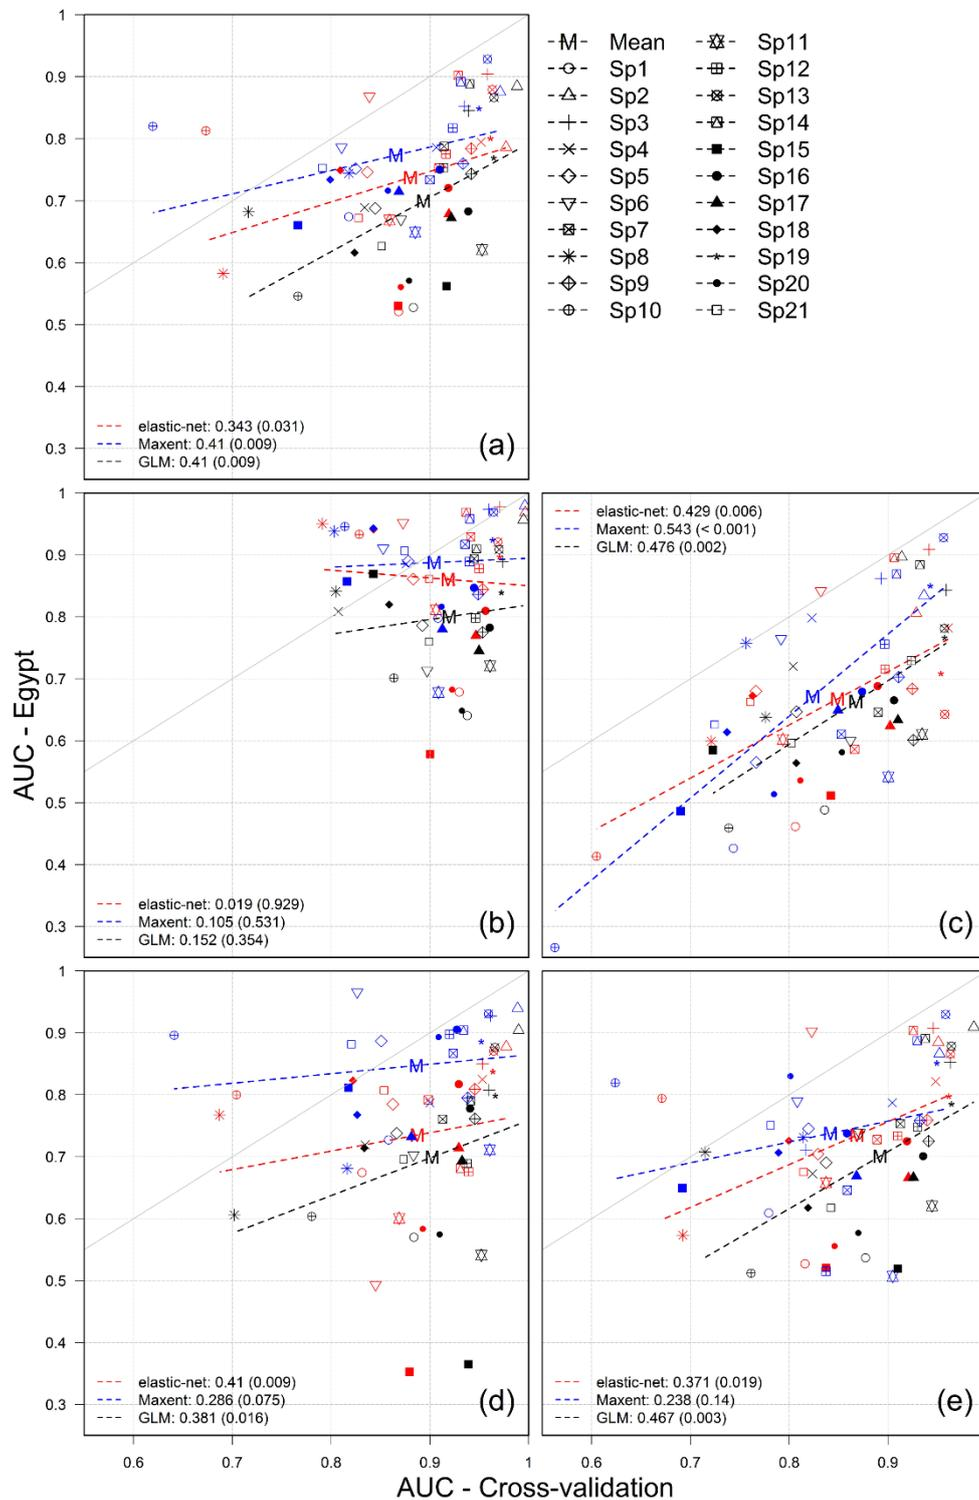 1
0.9
0.8
0.7
0.6
0.5
0.4
0.3
M Mean
Sp1
Sp2
Sp3
Sp4
Sp5
Sp6
Sp7
Sp8
Sp9
Sp10
Sp11
Sp12
Sp13
Sp14
Sp15
Sp16
Sp17
Sp18
Sp19
Sp20
Sp21
M
M
M
elastic-net: 0.343 (0.031)
Maxent: 0.41 (0.009)
GLM: 0.41 (0.009)
(a)
AUC - Egypt
1
0.9
0.8
0.7
0.6
0.5
0.4
0.3
M
M
M
elastic-net: 0.019 (0.929)
Maxent: 0.105 (0.531)
GLM: 0.152 (0.354)
(b)
elastic-net: 0.429 (0.006)
Maxent: 0.543 (< 0.001)
GLM: 0.476 (0.002)
M
M
M
(c)
1
0.9
0.8
0.7
0.6
0.5
0.4
0.3
M
M
M
elastic-net: 0.41 (0.009)
Maxent: 0.286 (0.075)
GLM: 0.381 (0.016)
(d)
M
M
M
elastic-net: 0.371 (0.019)
Maxent: 0.238 (0.14)
GLM: 0.467 (0.003)
(e)
0.6 0.7 0.8 0.9 1
0.6 0.7 0.8 0.9
AUC - Cross-validation